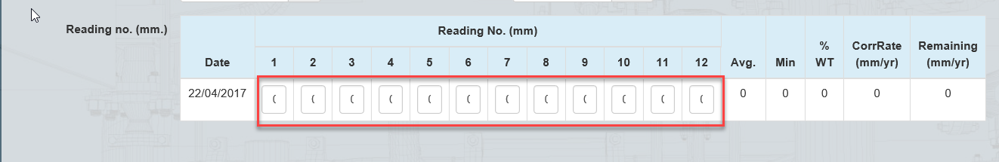 Reading no. (mm.)
Reading No. (mm)
Date 1 2 3 4 5 6 7 8 9 10 11 12 Avg. Min % WT CorrRate (mm/yr) Remaining (mm/yr)
22/04/2017 ( ( ( ( ( ( ( ( ( ( ( ( 0 0 0 0 0